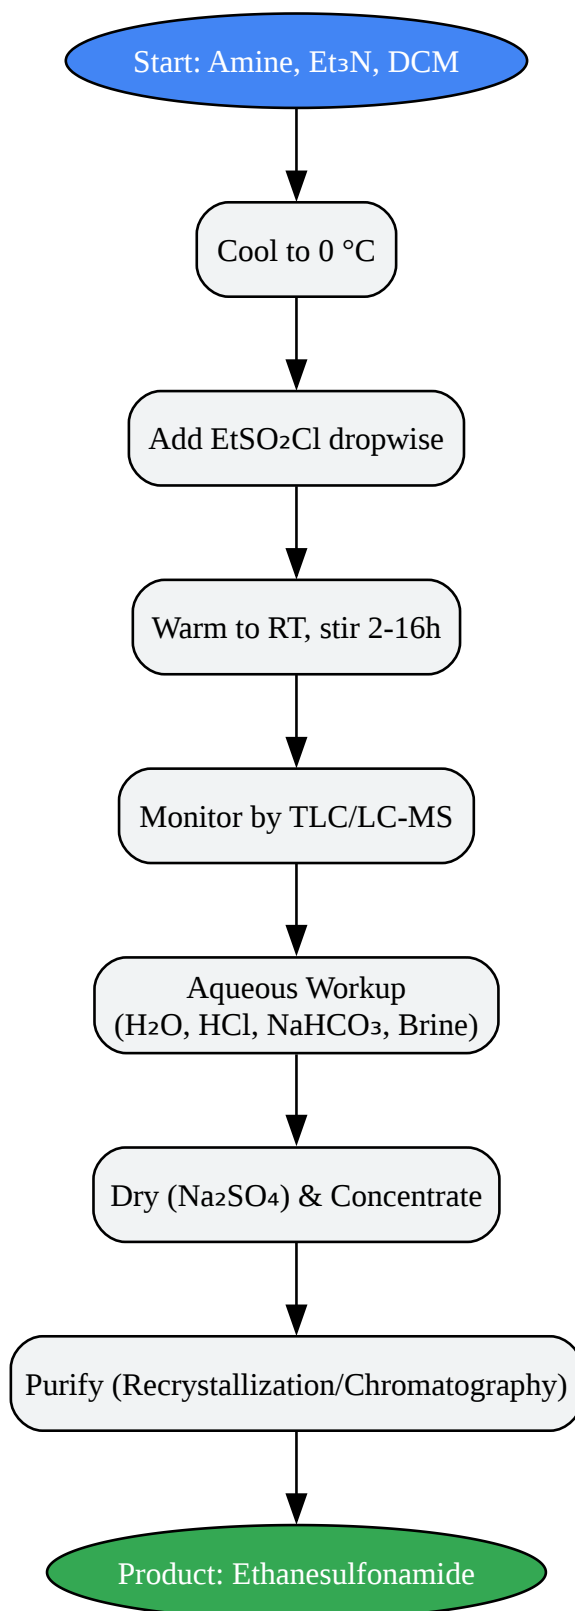 Start: Amine, Et₃N, DCM
Cool to 0 °C
Add EtSO₂Cl dropwise
Warm to RT, stir 2-16h
Monitor by TLC/LC-MS
Aqueous Workup
(H₂O, HCl, NaHCO₃, Brine)
Dry (Na₂SO₄) & Concentrate
Purify (Recrystallization/Chromatography)
Product: Ethanesulfonamide